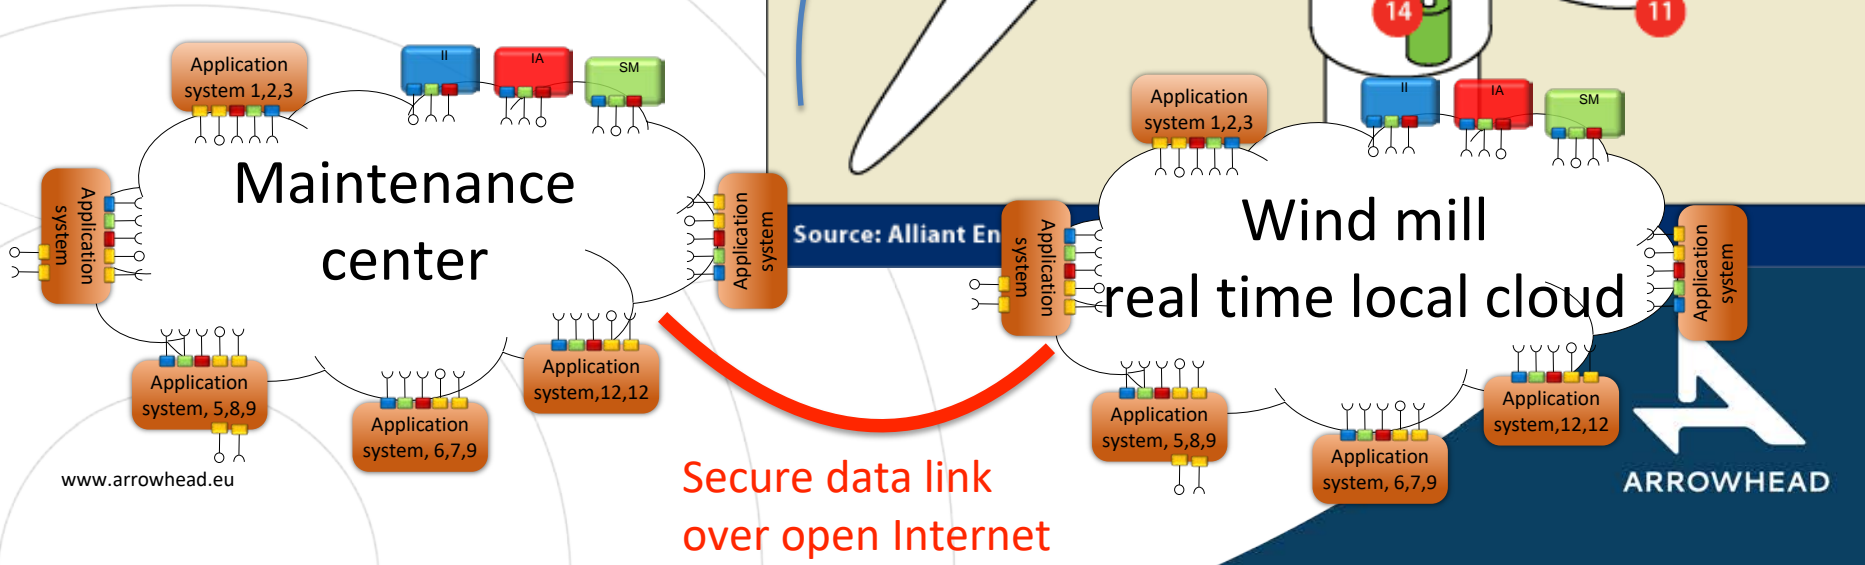 14
11
Application
system 1,2,3
II
IA
SM
Maintenance
center
Application
system
Application
system
Application
system, 5,8,9
Application
system, 6,7,9
Application
system,12,12
www.arrowhead.eu
Source: Alliant En
Secure data link
over open Internet
Application
system 1,2,3
II
IA
SM
Wind mill
real time local cloud
Application
system
Application
system
Application
system, 5,8,9
Application
system, 6,7,9
Application
system,12,12
ARROWHEAD